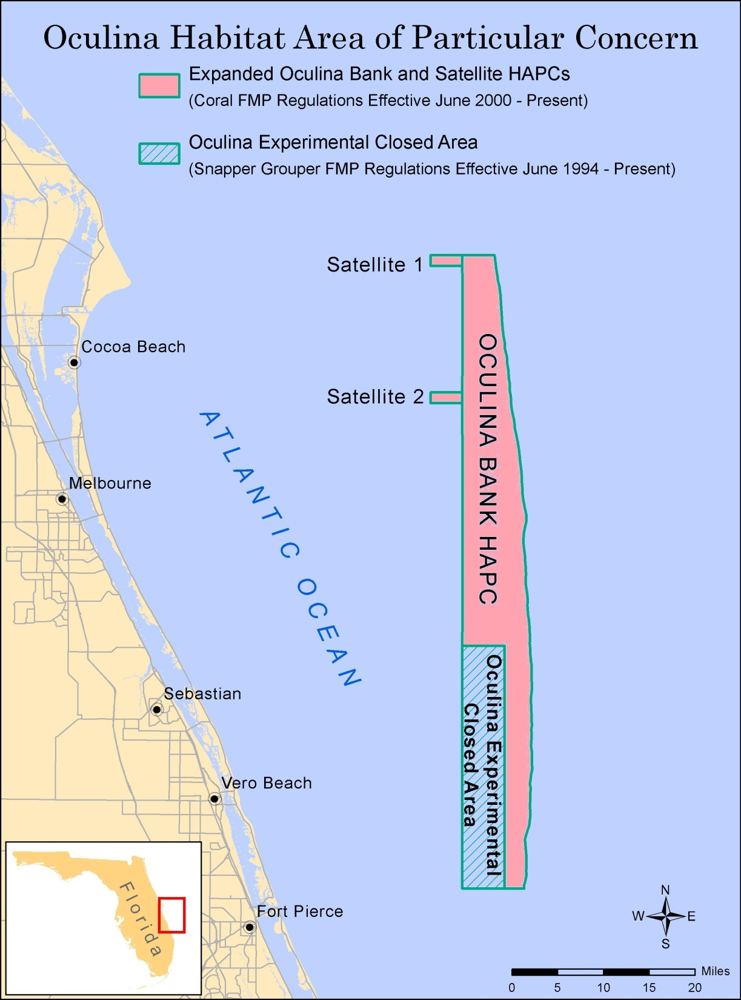 Oculina Habitat Area of Particular Concern
Expanded Oculina Bank and Satellite HAPCs
(Coral FMP Regulations Effective June 2000 - Present)
Oculina Experimental Closed Area
(Snapper Grouper FMP Regulations Effective June 1994 - Present)
Satellite 1
Cocoa Beach
Satellite 2
OCULINA BANK HAPC
ATLANTIC OCEAN
Melbourne
Oculina Experimental
Closed Area
Sebastian
Vero Beach
Florida
Fort Pierce
N
W
E
S
Miles
0 5 10 15 20